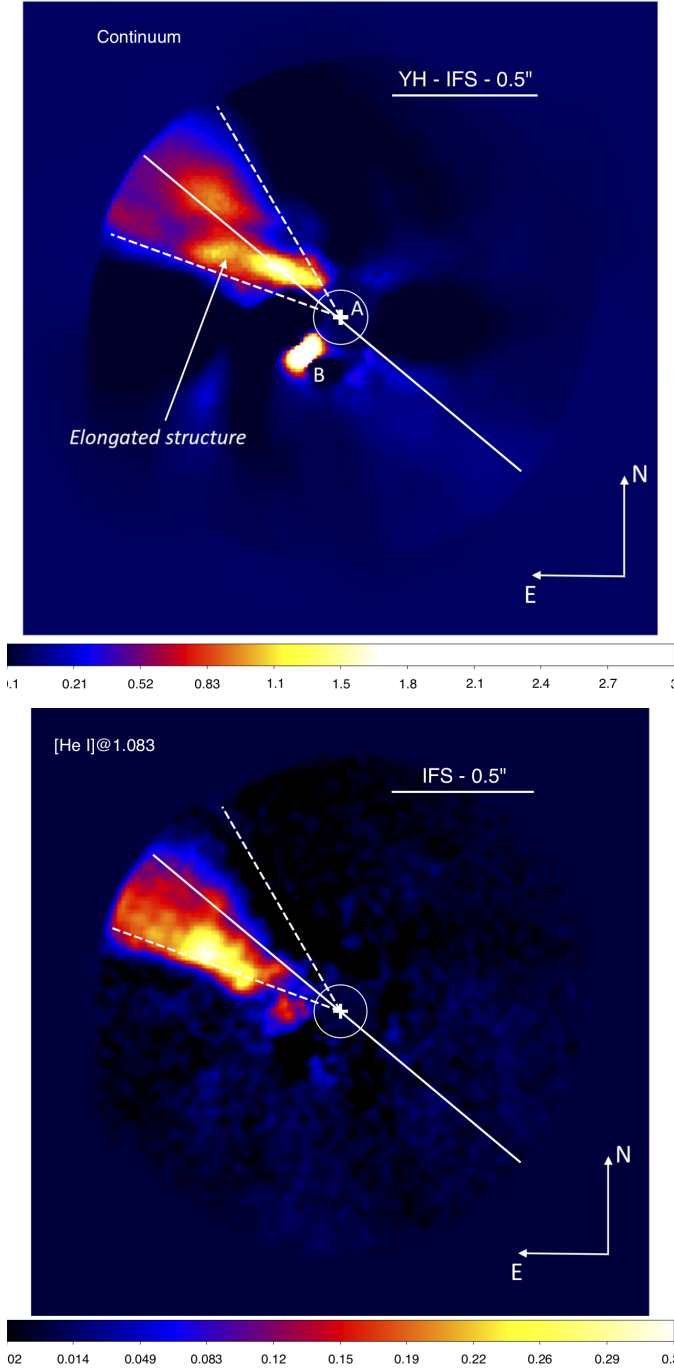 Continuum
YH - IFS - 0.5"
A
B
Elongated structure
N
E
0.21 0.52 0.83 1.1 1.5 1.8 2.1 2.4 2.7
[He I]@1.083
IFS - 0.5"
N
E
02 0.014 0.049 0.083 0.12 0.15 0.19 0.22 0.26 0.29